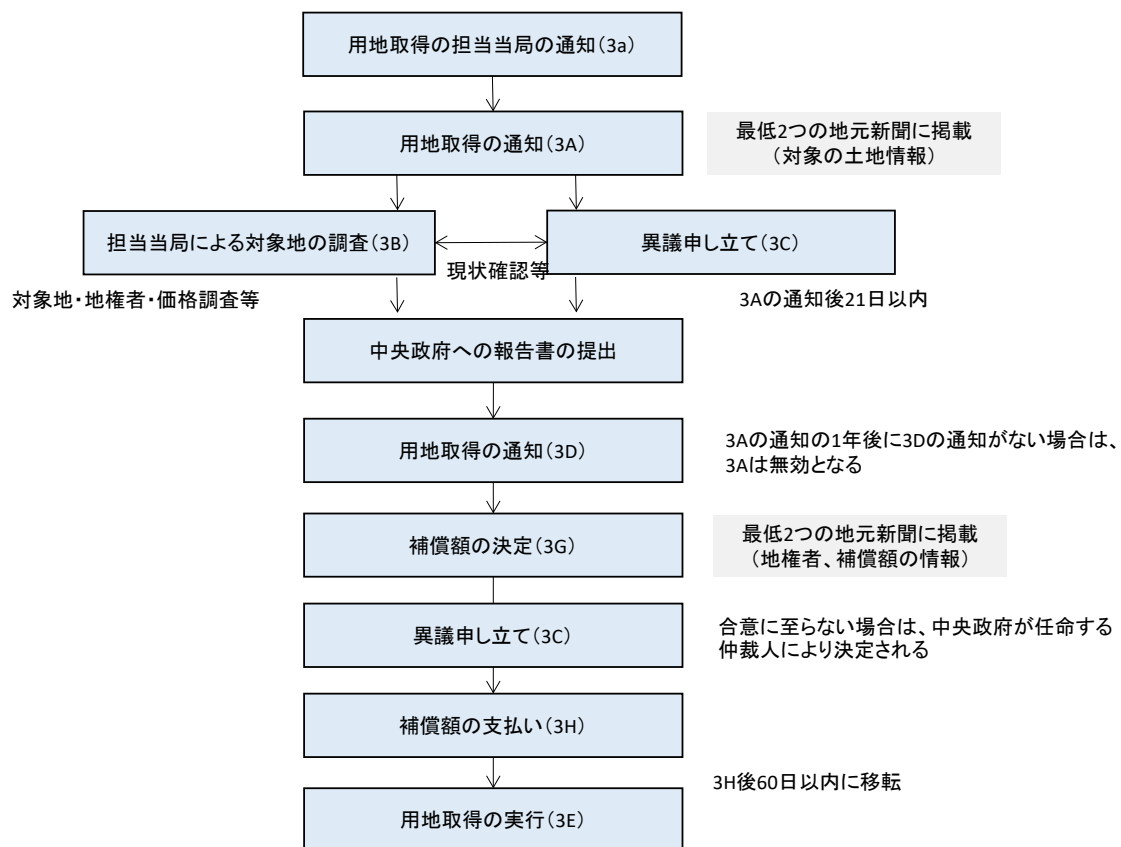 用地取得の担当当局の通知(3a)
用地取得の通知(3A)
最低2つの地元新聞に掲載
(対象の土地情報)
担当当局による対象地の調査(3B)
異議申し立て(3C)
現状確認等
対象地・地権者・価格調査等
3Aの通知後21日以内
中央政府への報告書の提出
用地取得の通知(3D)
3Aの通知の1年後に3Dの通知がない場合は、
3Aは無効となる
補償額の決定(3G)
最低2つの地元新聞に掲載
(地権者、補償額の情報)
異議申し立て(3C)
合意に至らない場合は、中央政府が任命する
仲裁人により決定される
補償額の支払い(3H)
3H後60日以内に移転
用地取得の実行(3E)